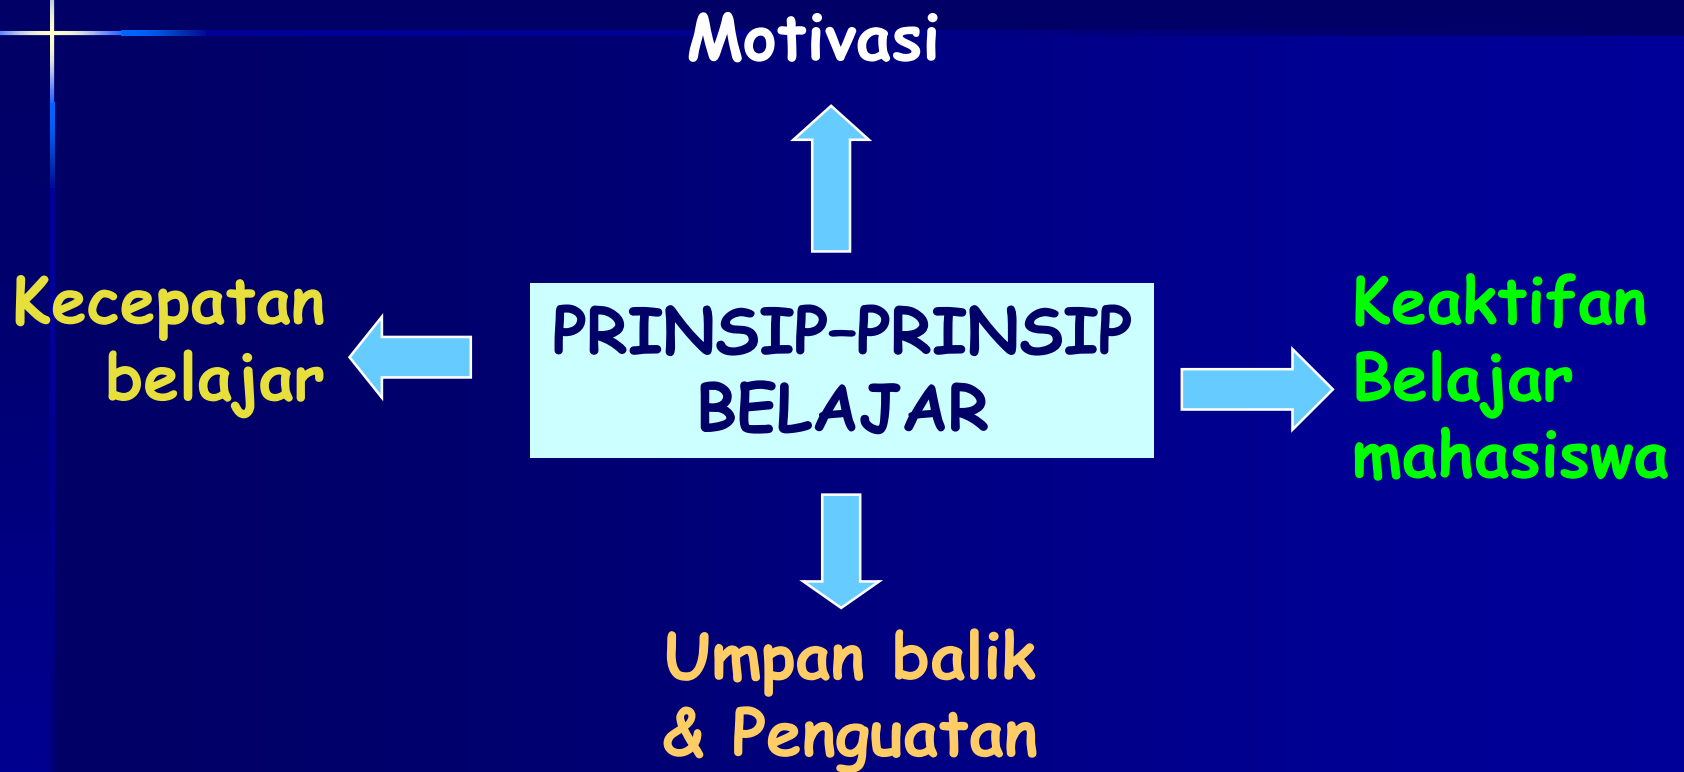 Motivasi
Kecepatan
belajar
PRINSIP-PRINSIP
BELAJAR
Keaktifan
Belajar
mahasiswa
Umpan balik
& Penguatan